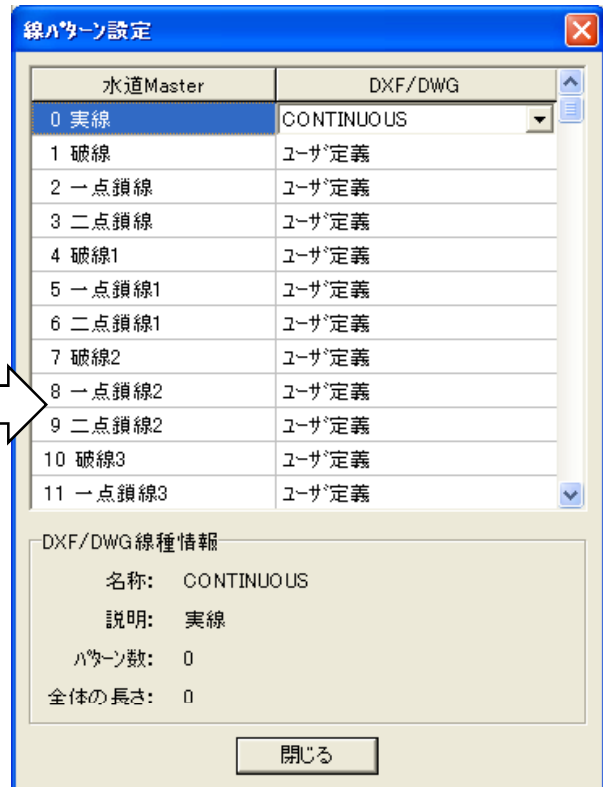 線ﾊﾟﾀｰﾝ設定
水道Master DXF/DWG
0 実線 CONTINUOUS
1 破線 ﾕｰｻﾞ定義
2 一点鎖線 ﾕｰｻﾞ定義
3 二点鎖線 ﾕｰｻﾞ定義
4 破線1 ﾕｰｻﾞ定義
5 一点鎖線1 ﾕｰｻﾞ定義
6 二点鎖線1 ﾕｰｻﾞ定義
7 破線2 ﾕｰｻﾞ定義
8 一点鎖線2 ﾕｰｻﾞ定義
9 二点鎖線2 ﾕｰｻﾞ定義
10 破線3 ﾕｰｻﾞ定義
11 一点鎖線3 ﾕｰｻﾞ定義
DXF/DWG線種情報
名称: CONTINUOUS
説明: 実線
ﾊﾟﾀｰﾝ数: 0
全体の長さ: 0
閉じる